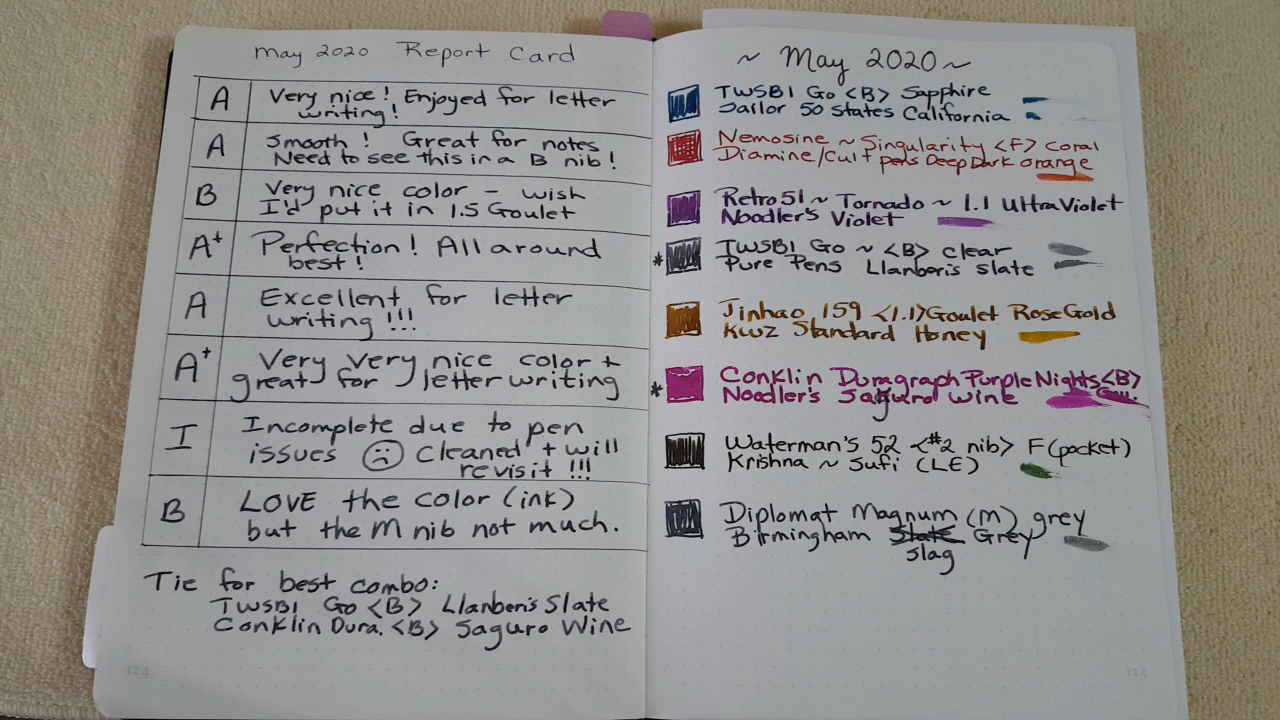 May 2020 Report Card
A
Very nice! Enjoyed for letter
writing!
A
Smooth! Great for notes
Need to see this in a B nib!
B
Very nice color - wish
I'd put it in 1.5 Goulet
A+
Perfection! All around
best!
A
Excellent for letter
writing!!!
A+
Very very nice color +
great for letter writing
I
Incomplete due to pen
issues ☹ Cleaned + will
revisit!!!
B
LOVE the color (ink)
but the M nib not much.
Tie for best combo:
TWSBI Go <B> Llanberis Slate
Conklin Dura. <B> Saguro Wine
124
~ May 2020 ~
TWSBI Go <B> Sapphire
Sailor 50 States California
Nemosine ~ Singularity <F> Coral
Diamine/Cult pens Deep Dark orange
Retro 51 ~ Tornado ~ 1.1 UltraViolet
Noodler's Violet
* TWSBI Go ~ <B> clear
Pure Pens Llanberis Slate
Jinhao 159 <1.1> Goulet Rose Gold
KWZ Standard Honey
* Conklin Duragraph Purple Nights <B>
Noodler's Saguro Wine
Waterman's 52 <#2 nib> F (pocket)
Krishna ~ Sufi (LE)
Diplomat Magnum (M) grey
Birmingham State Grey
Slag
125